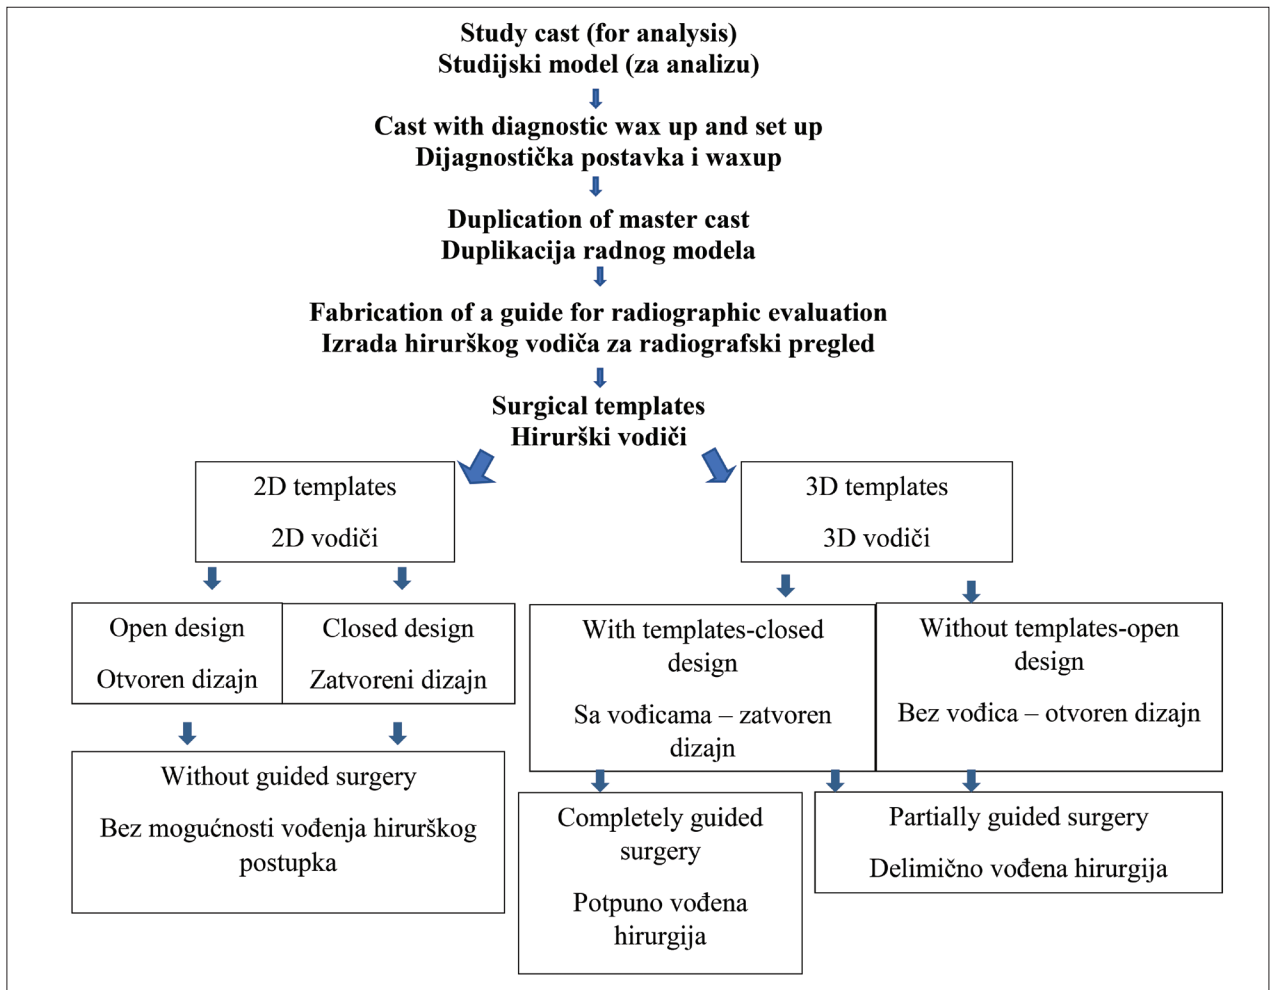 Study cast (for analysis)
Studijski model (za analizu)
Cast with diagnostic wax up and set up
Dijagnostička postavka i waxup
Duplication of master cast
Duplikacija radnog modela
Fabrication of a guide for radiographic evaluation
Izrada hirurškog vodiča za radiografski pregled
Surgical templates
Hirurški vodiči
2D templates
2D vodiči
3D templates
3D vodiči
Open design
Otvoren dizajn
Closed design
Zatvoreni dizajn
With templates-closed
design
Sa vođicama – zatvoren
dizajn
Without templates-open
design
Bez vođica – otvoren dizajn
Without guided surgery
Bez mogućnosti vođenja hirurškog
postupka
Completely guided
surgery
Potpuno vođena
hirurgija
Partially guided surgery
Delimično vođena hirurgija